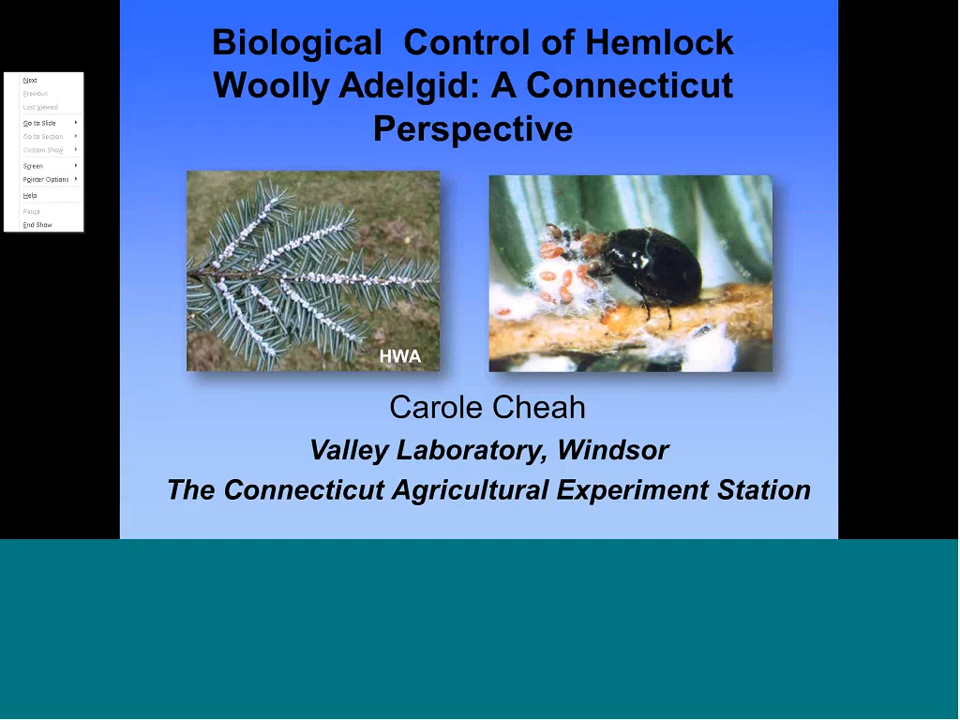 Biological Control of Hemlock
Woolly Adelgid: A Connecticut
Perspective
Next
Previous
Last Viewed
Go to Slide
Go to Section
Custom Show
Screen
Pointer Options
Help
Pause
End Show
HWA
Carole Cheah
Valley Laboratory, Windsor
The Connecticut Agricultural Experiment Station